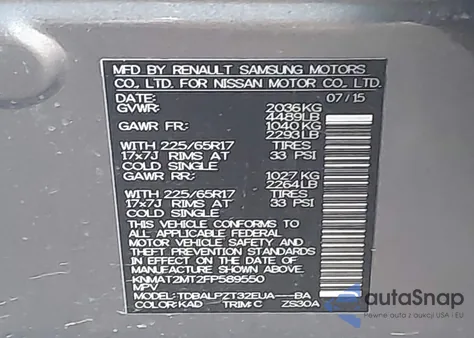 MFD BY RENAULT SAMSUNG MOTORS
CO., LTD. FOR NISSAN MOTOR CO., LTD.
DATE: 07/15
GVWR: 2036KG
4489LB
GAWR FR: 1040KG
2293LB
WITH 225/65R17 TIRES
17x7J RIMS AT 33 PSI
COLD SINGLE
GAWR RR: 1027KG
2264LB
WITH 225/65R17 TIRES
17x7J RIMS AT 33 PSI
COLD SINGLE
THIS VEHICLE CONFORMS TO
ALL APPLICABLE FEDERAL
MOTOR VEHICLE SAFETY AND
THEFT PREVENTION STANDARDS
IN EFFECT ON THE DATE OF
MANUFACTURE SHOWN ABOVE.
KNMAT2MT2FP589550
MPV
MODEL: TDBALPZT32EUA---BA
COLOR:KAD TRIM:C ZS30A
autaSnap
Pewne auto z USA i EU